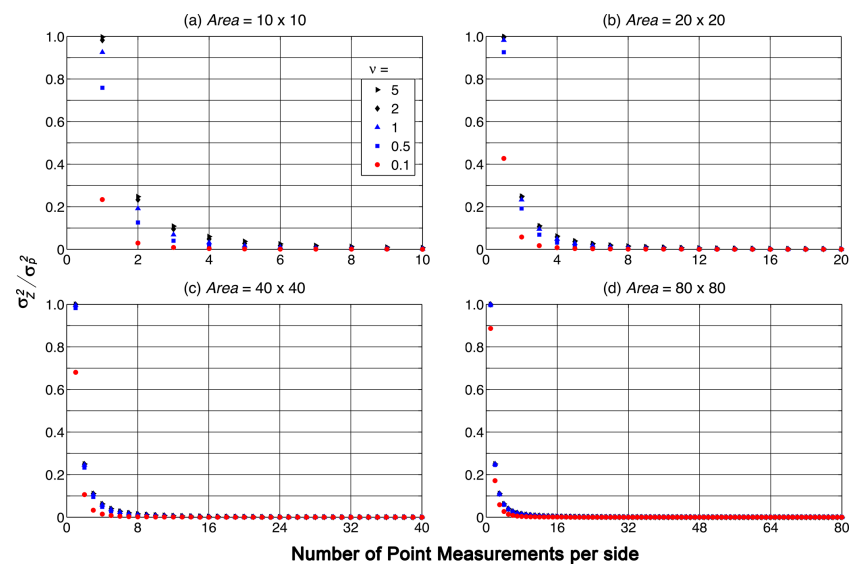 (a) Area = 10 x 10
(b) Area = 20 x 20
1.0
0.8
0.6
0.4
0.2
0
ν =
5
2
1
0.5
0.1
0 2 4 6 8 10
1.0
0.8
0.6
0.4
0.2
0
0 4 8 12 16 20
σ_Z^2 / σ_P^2
(c) Area = 40 x 40
(d) Area = 80 x 80
1.0
0.8
0.6
0.4
0.2
0
0 8 16 24 32 40
1.0
0.8
0.6
0.4
0.2
0
0 16 32 48 64 80
Number of Point Measurements per side